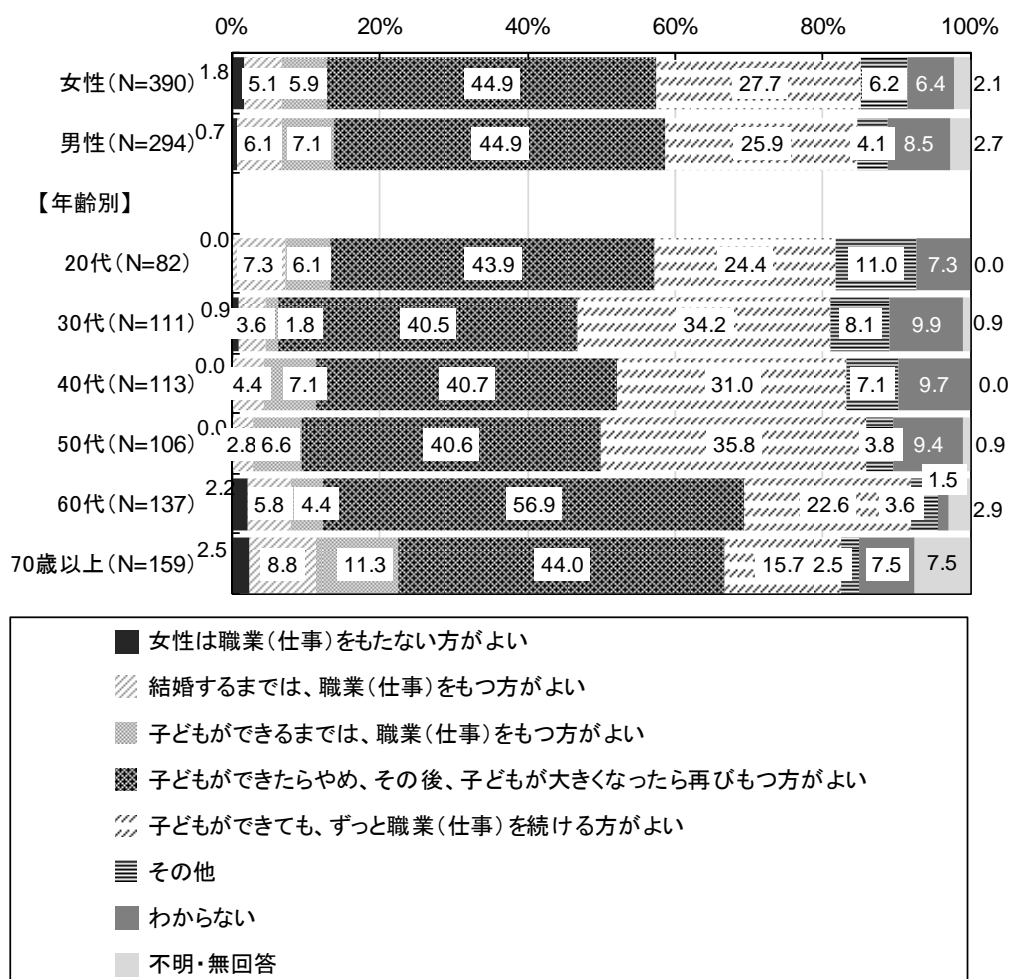 0% 20% 40% 60% 80% 100%
女性(N=390) 1.8 5.1 5.9 44.9 27.7 6.2 6.4 2.1
男性(N=294) 0.7 6.1 7.1 44.9 25.9 4.1 8.5 2.7
【年齢別】
20代(N=82) 0.0 7.3 6.1 43.9 24.4 11.0 7.3 0.0
30代(N=111) 0.9 3.6 1.8 40.5 34.2 8.1 9.9 0.9
40代(N=113) 0.0 4.4 7.1 40.7 31.0 7.1 9.7 0.0
50代(N=106) 0.0 2.8 6.6 40.6 35.8 3.8 9.4 0.9
60代(N=137) 2.2 5.8 4.4 56.9 22.6 3.6 1.5 2.9
70歳以上(N=159) 2.5 8.8 11.3 44.0 15.7 2.5 7.5 7.5
女性は職業(仕事)をもたない方がよい
結婚するまでは、職業(仕事)をもつ方がよい
子どもができるまでは、職業(仕事)をもつ方がよい
子どもができたらやめ、その後、子どもが大きくなったら再びもつ方がよい
子どもができても、ずっと職業(仕事)を続ける方がよい
その他
わからない
不明・無回答